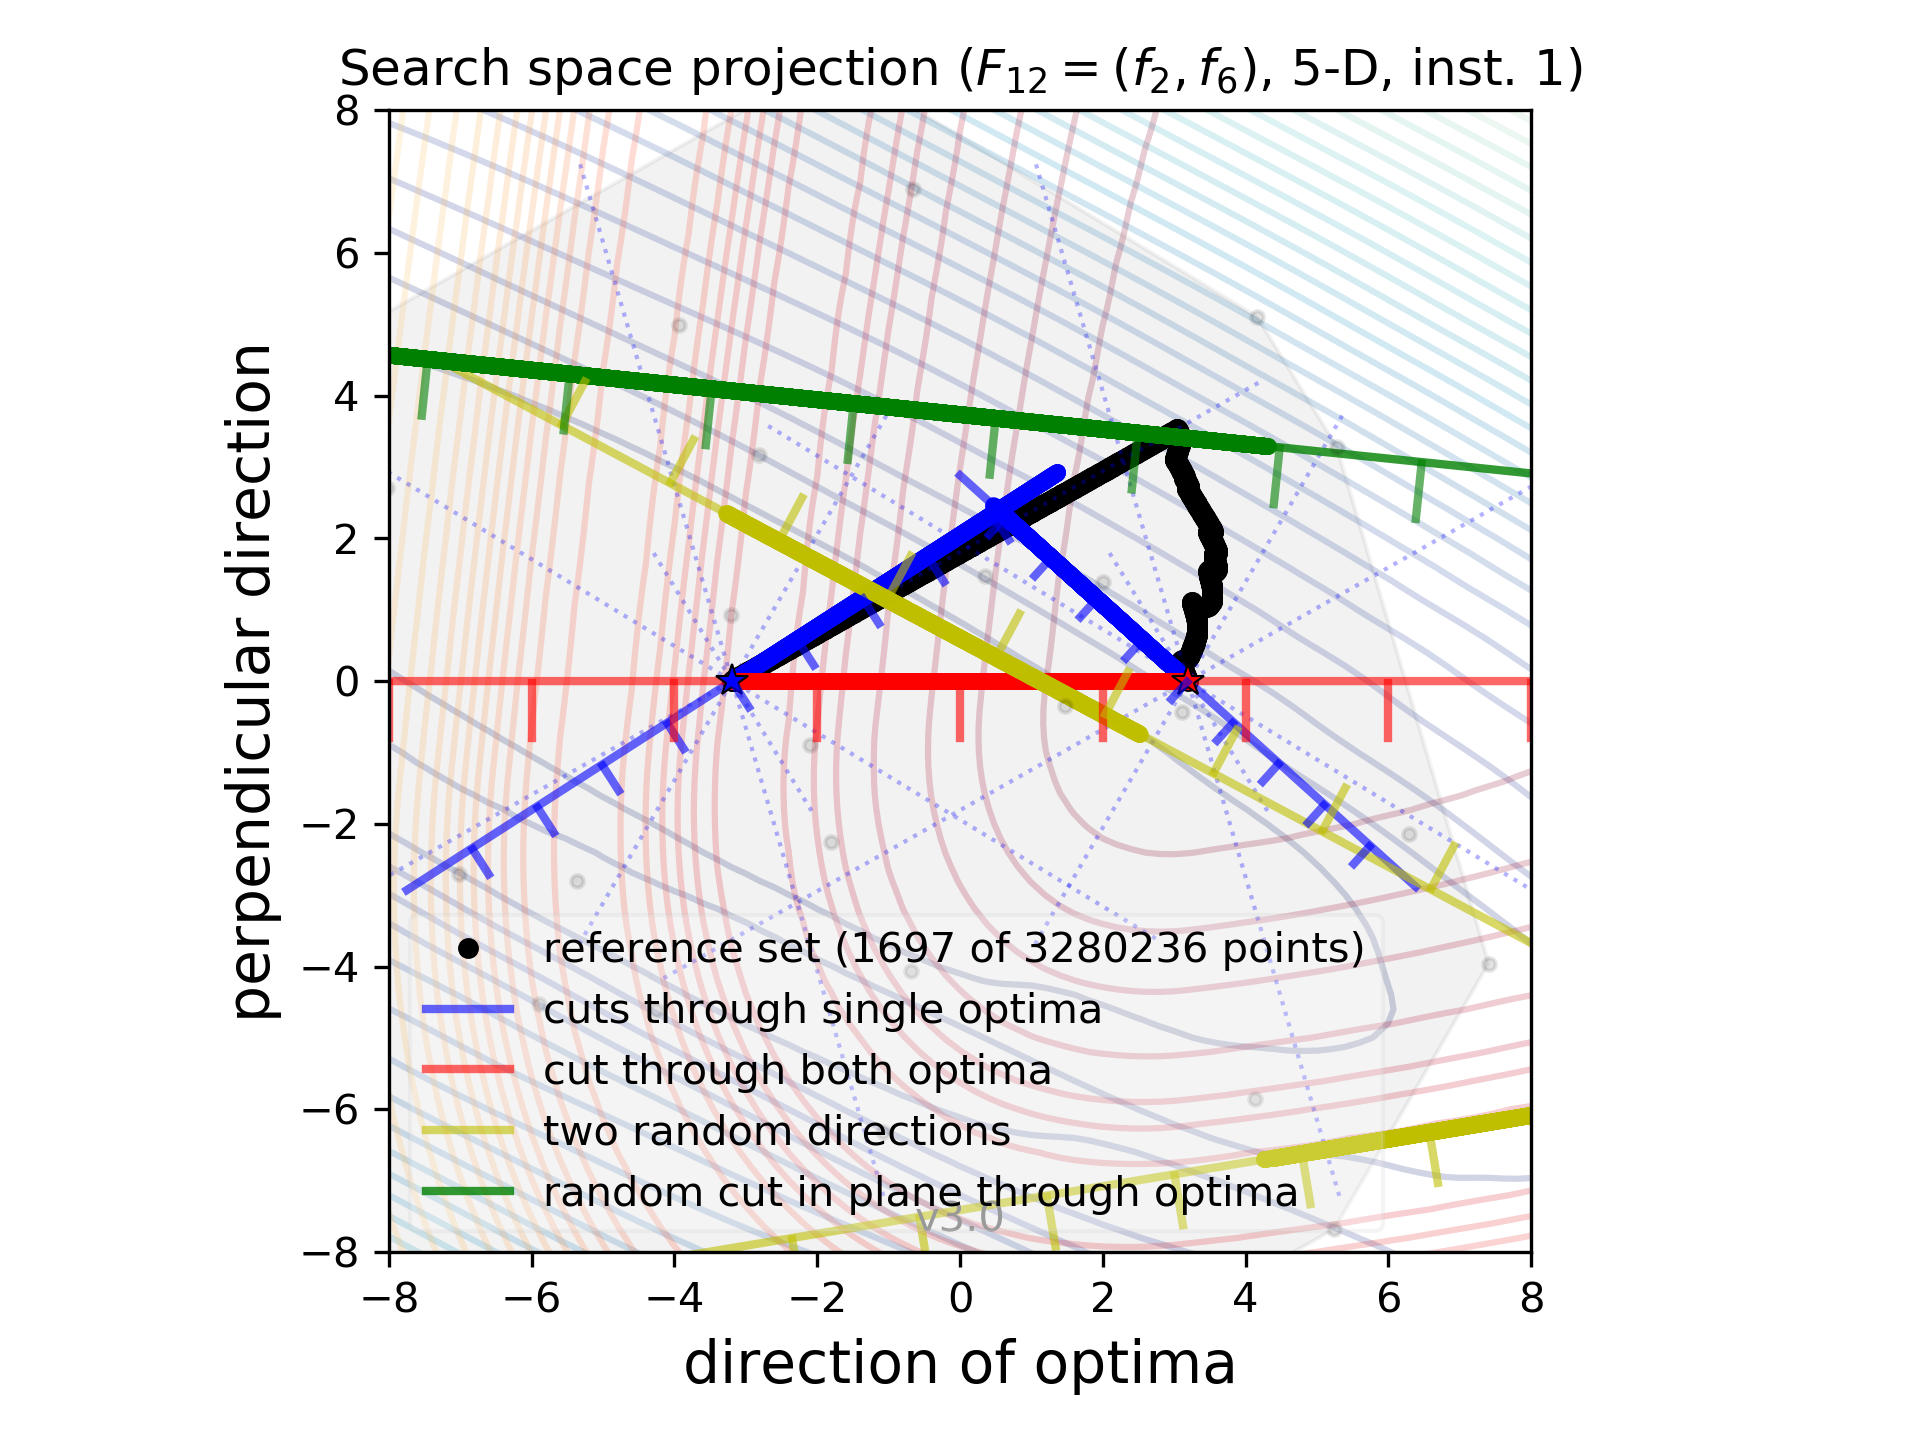 Search space projection (F12 = (f2, f6), 5-D, inst. 1)
8
6
4
2
0
−2
−4
−6
−8
perpendicular direction
reference set (1697 of 3280236 points)
cuts through single optima
cut through both optima
two random directions
random cut in plane through optima
v3.0
−8 −6 −4 −2 0 2 4 6 8
direction of optima